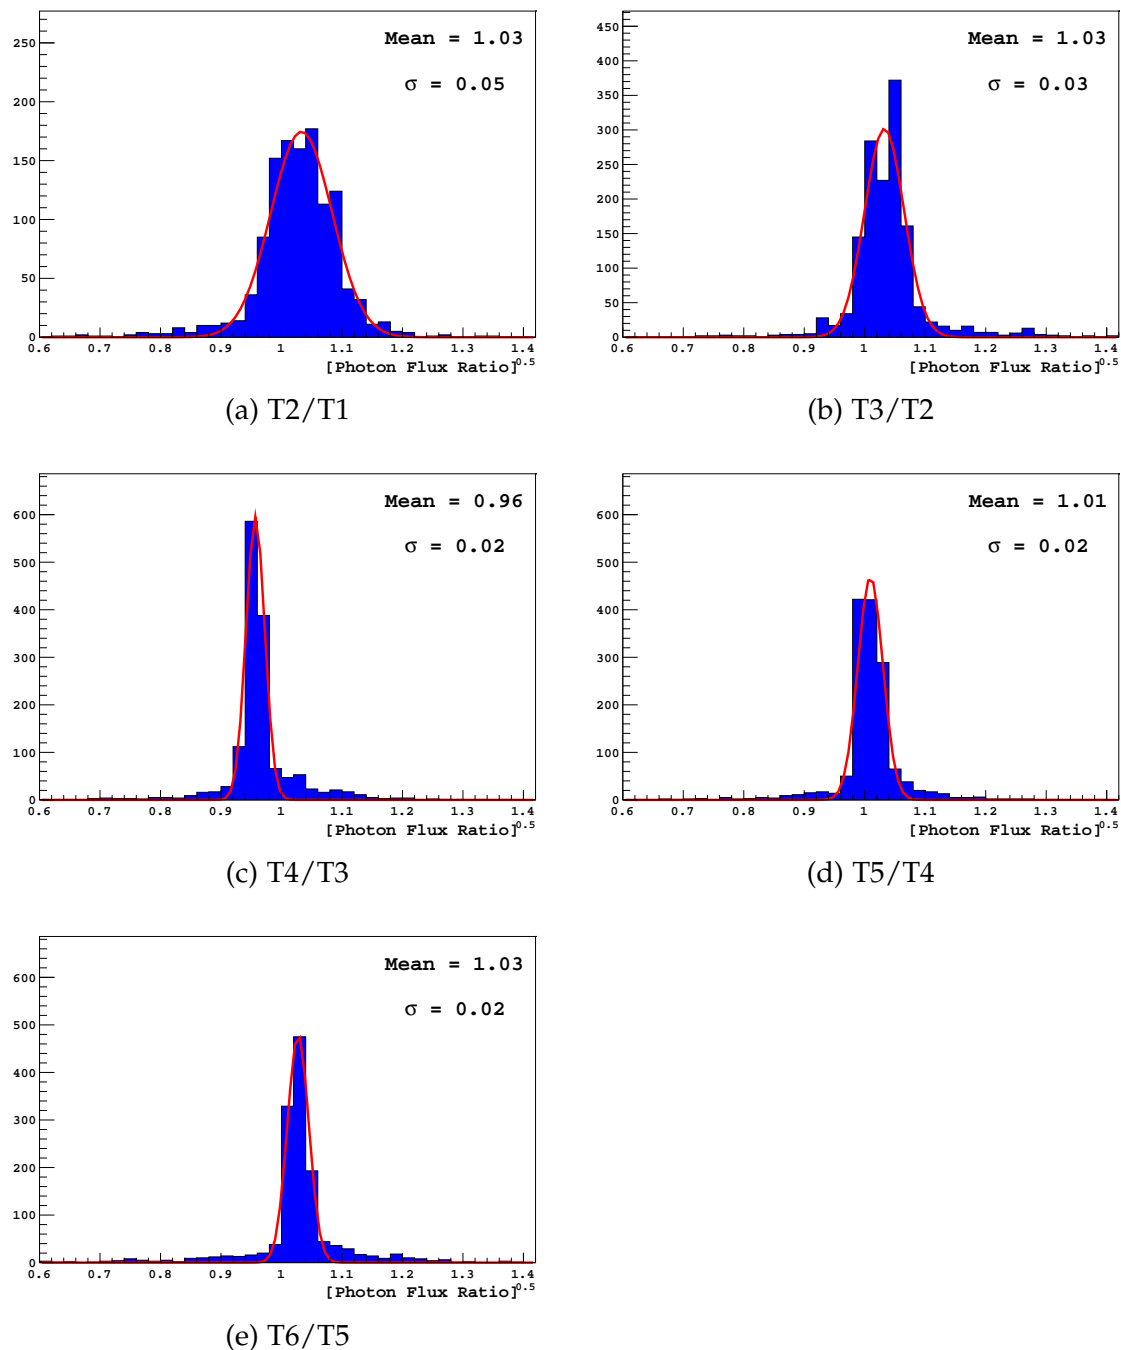 Mean = 1.03
σ = 0.05
250
200
150
100
50
0
0.6 0.7 0.8 0.9 1 1.1 1.2 1.3 1.4
[Photon Flux Ratio]^0.5
(a) T2/T1
Mean = 1.03
σ = 0.03
450
400
350
300
250
200
150
100
50
0
0.6 0.7 0.8 0.9 1 1.1 1.2 1.3 1.4
[Photon Flux Ratio]^0.5
(b) T3/T2
Mean = 0.96
σ = 0.02
600
500
400
300
200
100
0
0.6 0.7 0.8 0.9 1 1.1 1.2 1.3 1.4
[Photon Flux Ratio]^0.5
(c) T4/T3
Mean = 1.01
σ = 0.02
600
500
400
300
200
100
0
0.6 0.7 0.8 0.9 1 1.1 1.2 1.3 1.4
[Photon Flux Ratio]^0.5
(d) T5/T4
Mean = 1.03
σ = 0.02
600
500
400
300
200
100
0
0.6 0.7 0.8 0.9 1 1.1 1.2 1.3 1.4
[Photon Flux Ratio]^0.5
(e) T6/T5